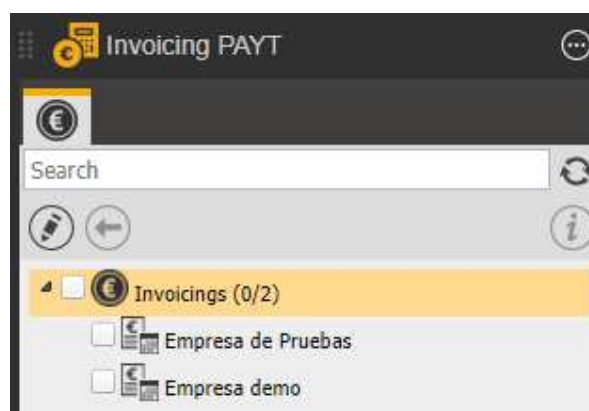 Invoicing PAYT
Search
Invoicings (0/2)
Empresa de Pruebas
Empresa demo